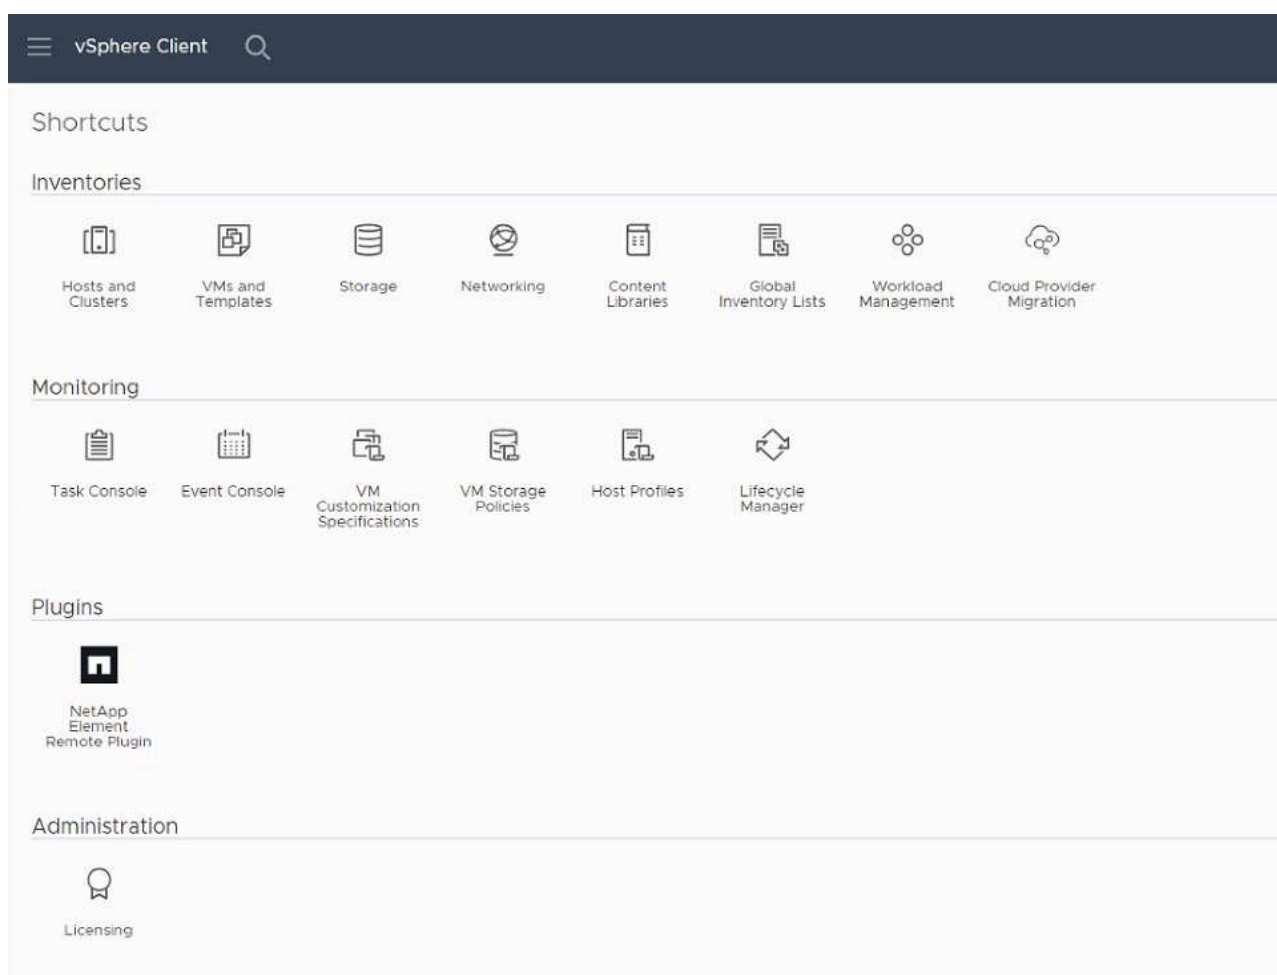 vSphere Client
Shortcuts
Inventories
Hosts and
Clusters
VMs and
Templates
Storage
Networking
Content
Libraries
Global
Inventory Lists
Workload
Management
Cloud Provider
Migration
Monitoring
Task Console
Event Console
VM
Customization
Specifications
VM Storage
Policies
Host Profiles
Lifecycle
Manager
Plugins
NetApp
Element
Remote Plugin
Administration
Licensing